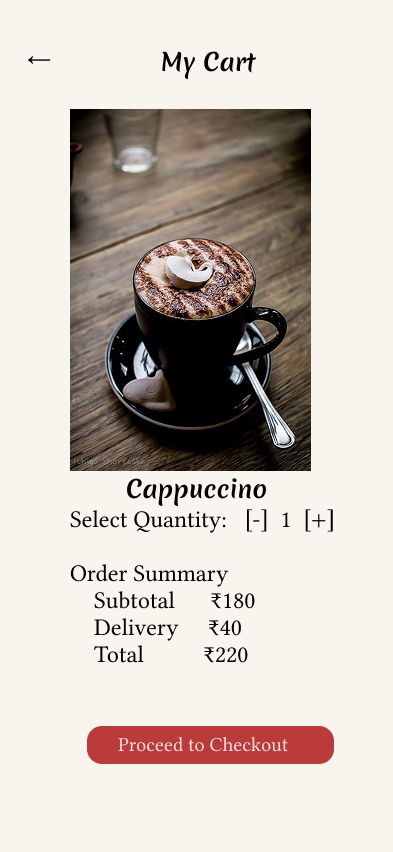 ← My Cart
Cappuccino
Select Quantity: [-] 1 [+]
Order Summary
Subtotal ₹180
Delivery ₹40
Total ₹220
Proceed to Checkout